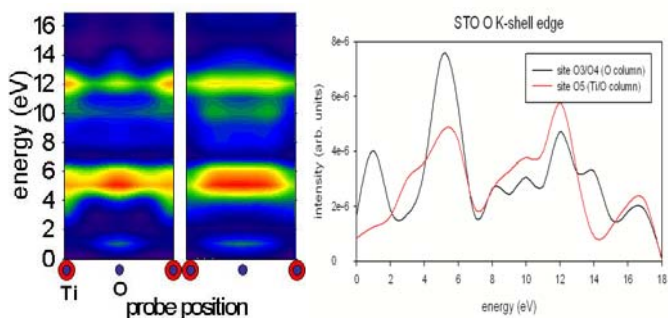 energy (eV)
16
14
12
10
8
6
4
2
0
Ti
O
probe position
STO O K-shell edge
site O3/O4 (O column)
site O5 (Ti/O column)
intensity (arb. units)
8e-6
6e-6
4e-6
2e-6
0
0 2 4 6 8 10 12 14 16 18
energy (eV)